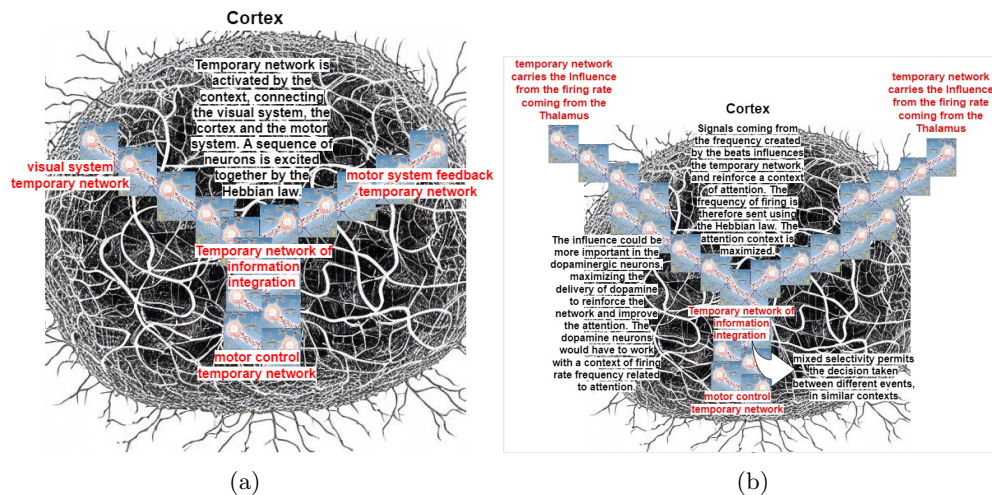 Cortex
Temporary network is
activated by the
context, connecting
the visual system, the
cortex and the motor
system. A sequence of
neurons is excited
together by the
Hebbian law.
visual system
temporary network
motor system feedback
temporary network
Temporary network of
information
integration
motor control
temporary network
(a)
temporary network
carries the Influence
from the firing rate
coming from the
Thalamus
temporary network
carries the Influence
from the firing rate
coming from the
Thalamus
Cortex
Signals coming from
the frequency created
by the beats influences
the temporary network
and reinforce a context
of attention. The
frequency of firing is
therefore sent using
the Hebbian law. The
attention context is
maximized.
The influence could be
more important in the
dopaminergic neurons,
maximizing the
delivery of dopamine
to reinforce the
network and improve
the attention. The
dopamine neurons
would have to work
with a context of firing
rate frequency related
to attention.
Temporary network of
information
integration
mixed selectivity permits
the decision taken
between different events,
in similar contexts
motor control
temporary network
(b)